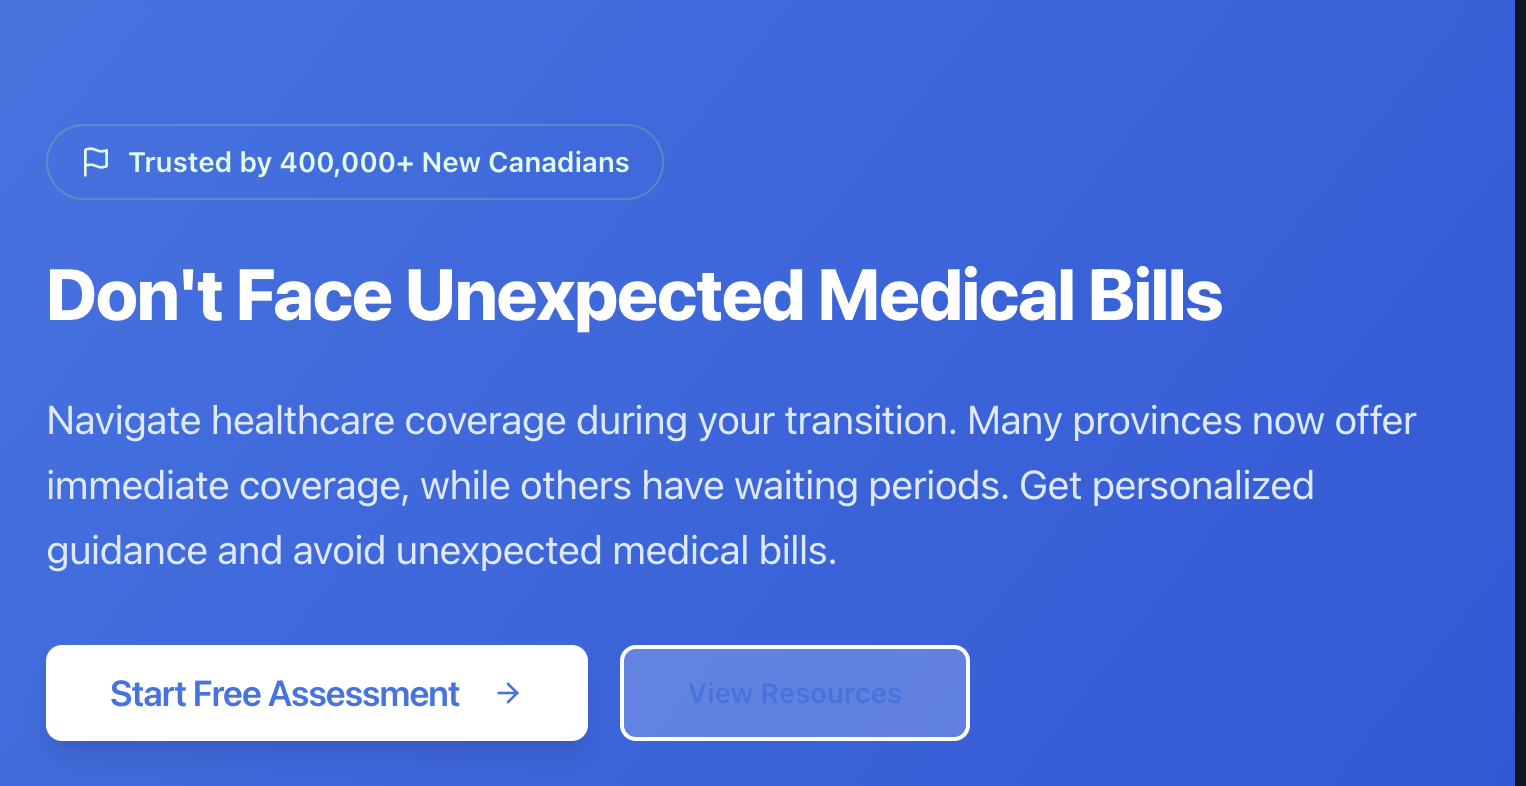 Trusted by 400,000+ New Canadians
Don't Face Unexpected Medical Bills
Navigate healthcare coverage during your transition. Many provinces now offer
immediate coverage, while others have waiting periods. Get personalized
guidance and avoid unexpected medical bills.
Start Free Assessment
View Resources